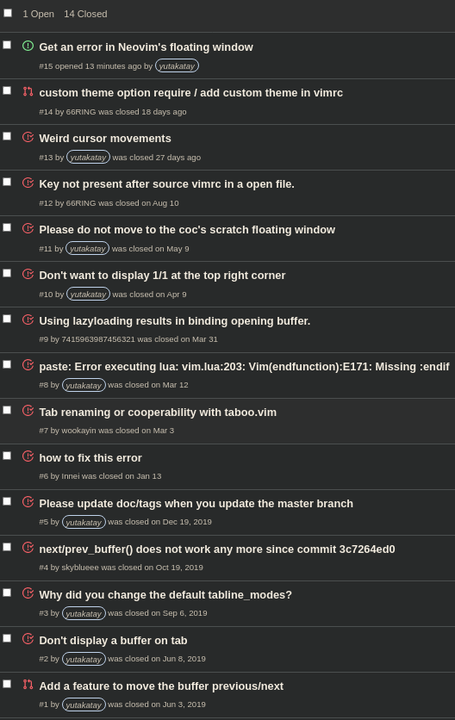 1 Open 14 Closed
Get an error in Neovim's floating window
#15 opened 13 minutes ago by yutakatay
custom theme option require / add custom theme in vimrc
#14 by 66RING was closed 18 days ago
Weird cursor movements
#13 by yutakatay was closed 27 days ago
Key not present after source vimrc in a open file.
#12 by 66RING was closed on Aug 10
Please do not move to the coc's scratch floating window
#11 by yutakatay was closed on May 9
Don't want to display 1/1 at the top right corner
#10 by yutakatay was closed on Apr 9
Using lazyloading results in binding opening buffer.
#9 by 7415963987456321 was closed on Mar 31
paste: Error executing lua: vim.lua:203: Vim(endfunction):E171: Missing :endif
#8 by yutakatay was closed on Mar 12
Tab renaming or cooperability with taboo.vim
#7 by wookayin was closed on Mar 3
how to fix this error
#6 by Innei was closed on Jan 13
Please update doc/tags when you update the master branch
#5 by yutakatay was closed on Dec 19, 2019
next/prev_buffer() does not work any more since commit 3c7264ed0
#4 by skyblueee was closed on Oct 19, 2019
Why did you change the default tabline_modes?
#3 by yutakatay was closed on Sep 6, 2019
Don't display a buffer on tab
#2 by yutakatay was closed on Jun 8, 2019
Add a feature to move the buffer previous/next
#1 by yutakatay was closed on Jun 3, 2019